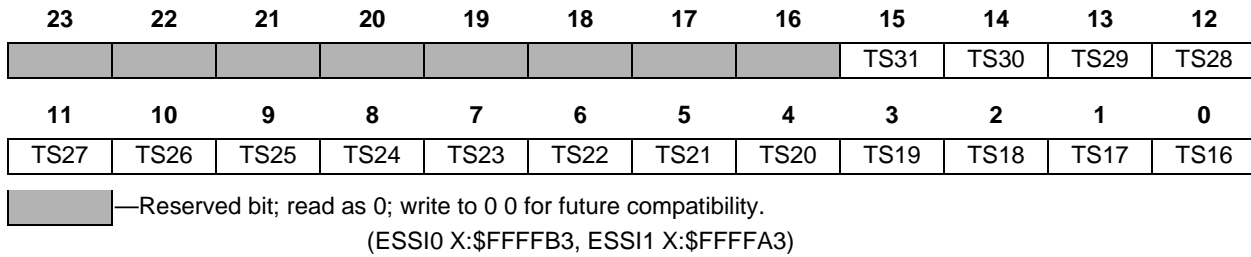 23 22 21 20 19 18 17 16 15 14 13 12
TS31 TS30 TS29 TS28
11 10 9 8 7 6 5 4 3 2 1 0
TS27 TS26 TS25 TS24 TS23 TS22 TS21 TS20 TS19 TS18 TS17 TS16
—Reserved bit; read as 0; write to 0 0 for future compatibility.
(ESSI0 X:$FFFFB3, ESSI1 X:$FFFFA3)